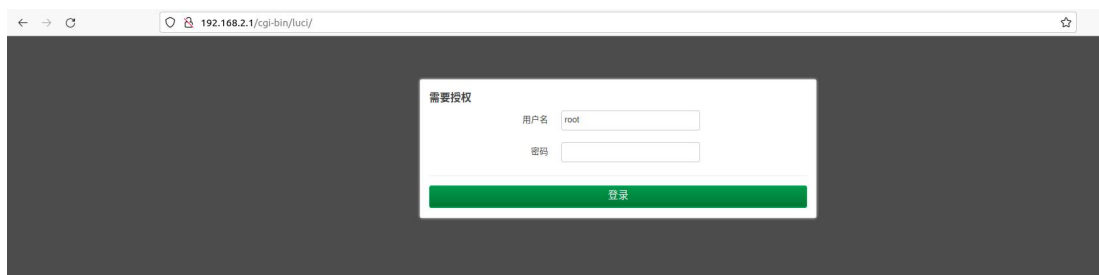 192.168.2.1/cgi-bin/luci/
需要授权
用户名 root
密码
登录